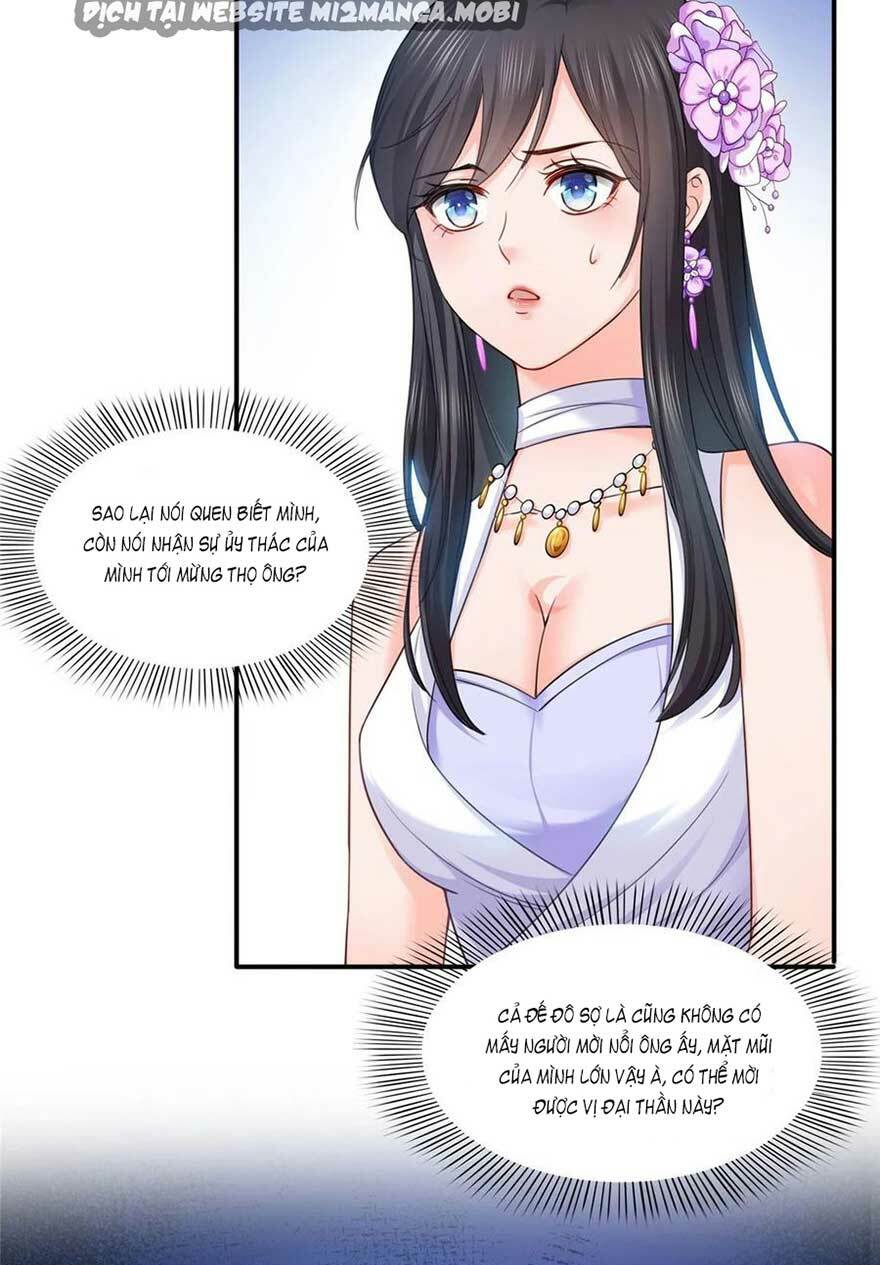 DỊCH TẠI WEBSITE MI2MANGA.MOBI
SAO LẠI NÓI QUEN BIẾT MÌNH,
CÒN NÓI NHẬN SỰ ỦY THÁC CỦA
MÌNH TỚI MỪNG THỌ ÔNG?
CẢ ĐẾ ĐÔ SỢ LÀ CŨNG KHÔNG CÓ
MẤY NGƯỜI MỜI NỔI ÔNG ẤY, MẶT MŨI
CỦA MÌNH LỚN VẬY À, CÓ THỂ MỜI
ĐƯỢC VỊ ĐẠI THẦN NÀY?